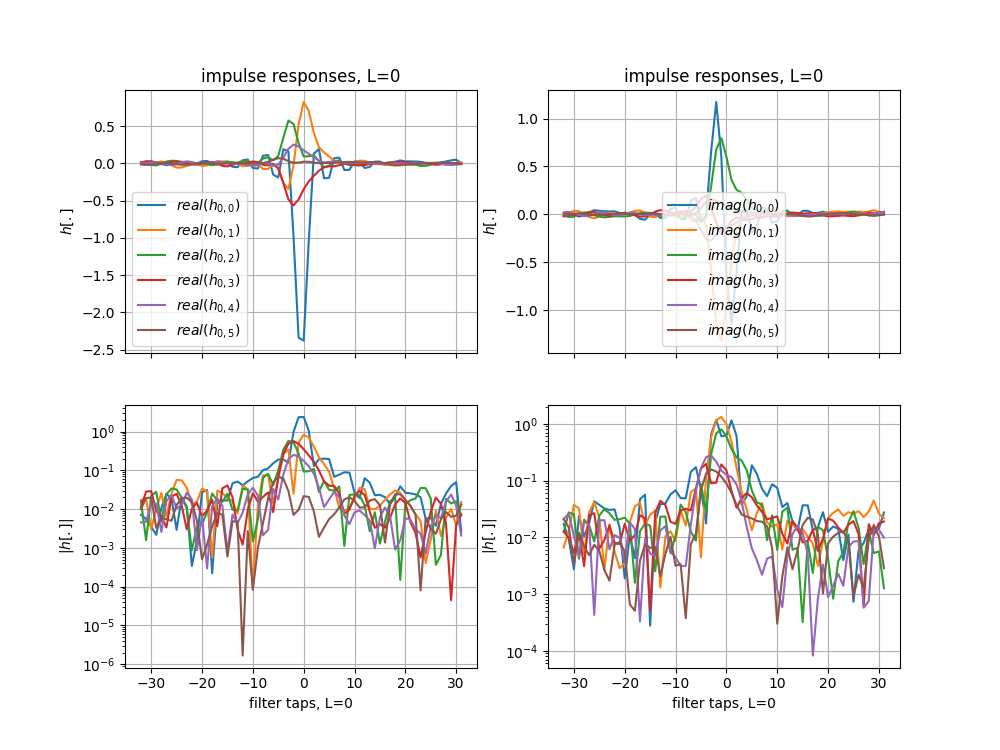 impulse responses, L=0
0.5
0.0
−0.5
−1.0
−1.5
−2.0
−2.5
h[.]
real(h0,0)
real(h0,1)
real(h0,2)
real(h0,3)
real(h0,4)
real(h0,5)
impulse responses, L=0
1.0
0.5
0.0
−0.5
−1.0
h[.]
imag(h0,0)
imag(h0,1)
imag(h0,2)
imag(h0,3)
imag(h0,4)
imag(h0,5)
10^0
10^−1
10^−2
10^−3
10^−4
10^−5
10^−6
|h[.]|
−30 −20 −10 0 10 20 30
filter taps, L=0
10^0
10^−1
10^−2
10^−3
10^−4
|h[.]|
−30 −20 −10 0 10 20 30
filter taps, L=0